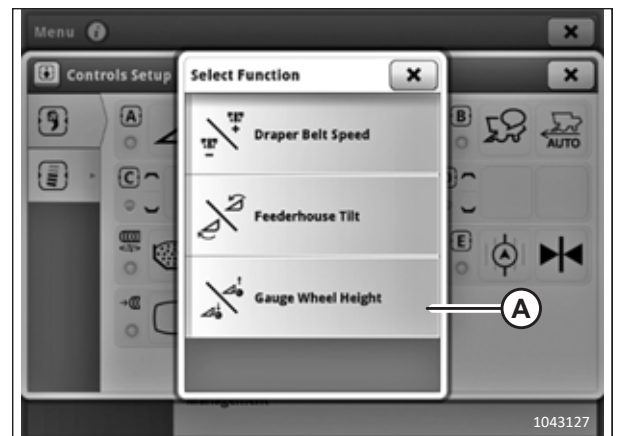 Menu
Controls Setup
Select Function
A
B
Draper Belt Speed
AUTO
C
Feederhouse Tilt
E
Gauge Wheel Height
A
1043127